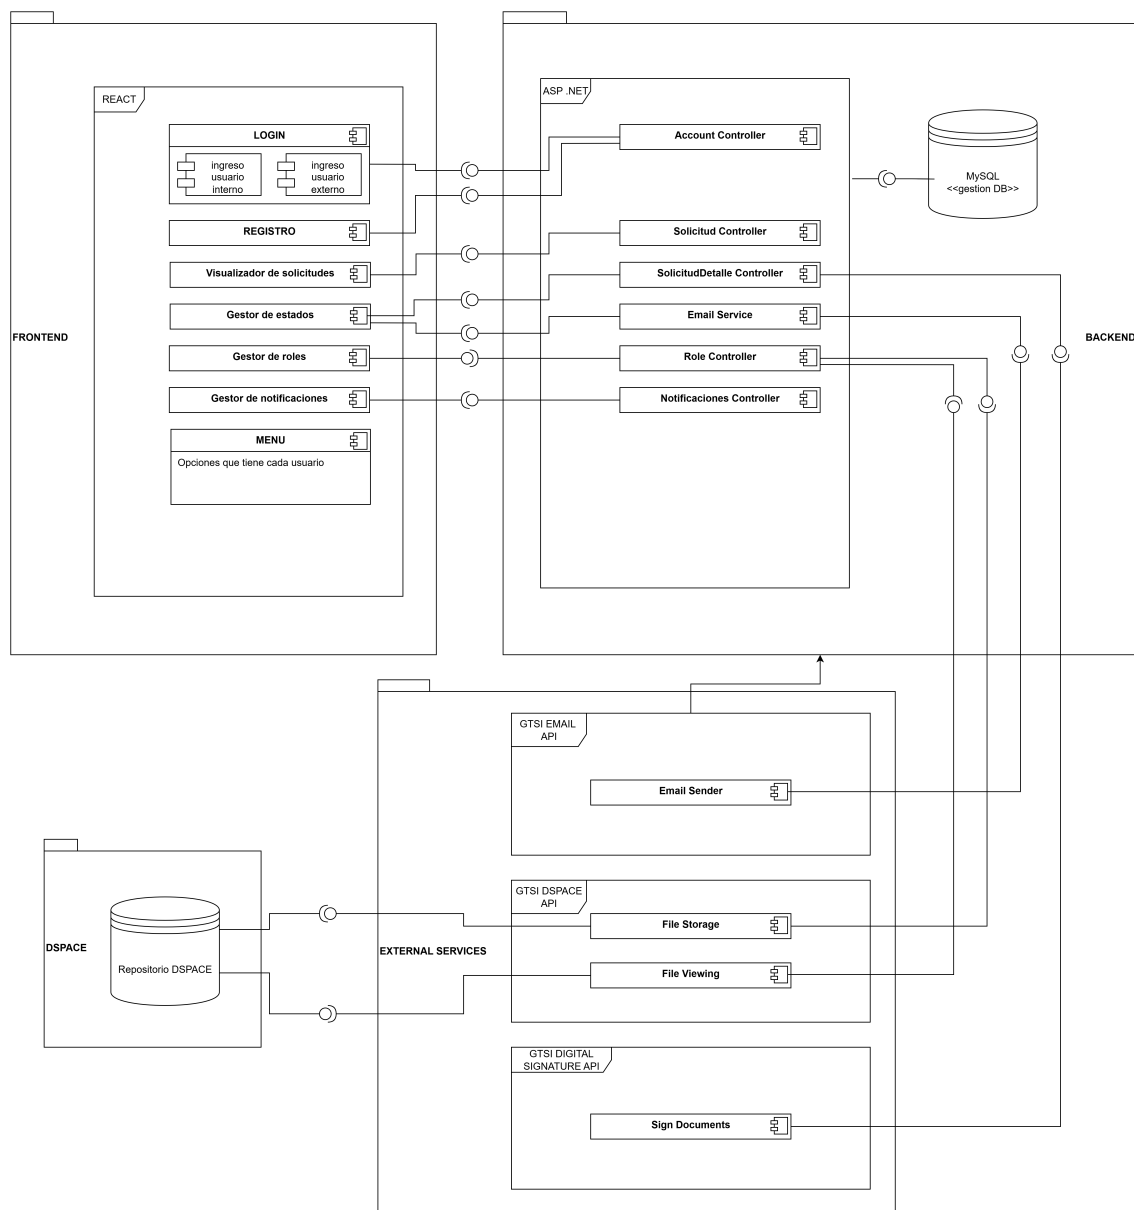 REACT
LOGIN
ingreso
usuario
interno
ingreso
usuario
externo
REGISTRO
Visualizador de solicitudes
Gestor de estados
Gestor de roles
Gestor de notificaciones
MENU
Opciones que tiene cada usuario
FRONTEND
ASP .NET
Account Controller
Solicitud Controller
SolicitudDetalle Controller
Email Service
Role Controller
Notificaciones Controller
MySQL
<<gestion DB>>
BACKEND
GTSI EMAIL
API
Email Sender
GTSI DSPACE
API
File Storage
File Viewing
EXTERNAL SERVICES
DSPACE
Repositorio DSPACE
GTSI DIGITAL
SIGNATURE API
Sign Documents